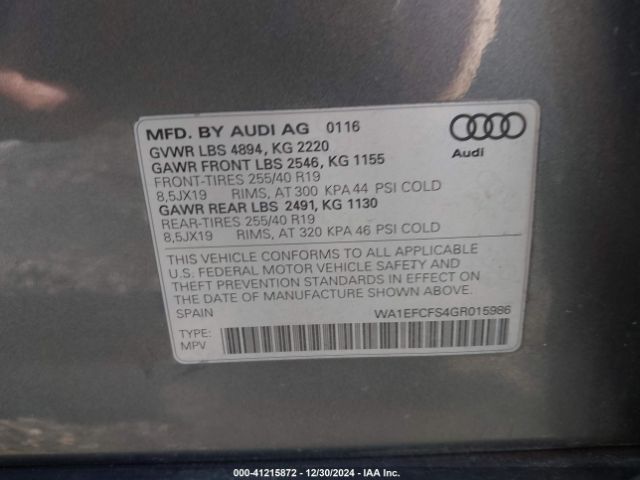 MFD. BY AUDI AG 0116
GVWR LBS 4894, KG 2220
GAWR FRONT LBS 2546, KG 1155
FRONT-TIRES 255/40 R19
8,5JX19 RIMS, AT 300 KPA 44 PSI COLD
GAWR REAR LBS 2491, KG 1130
REAR-TIRES 255/40 R19
8,5JX19 RIMS, AT 320 KPA 46 PSI COLD
Audi
THIS VEHICLE CONFORMS TO ALL APPLICABLE
U.S. FEDERAL MOTOR VEHICLE SAFETY AND
THEFT PREVENTION STANDARDS IN EFFECT ON
THE DATE OF MANUFACTURE SHOWN ABOVE.
SPAIN WA1EFCFS4GR015986
TYPE:
MPV
000-41215872 - 12/30/2024 - IAA Inc.